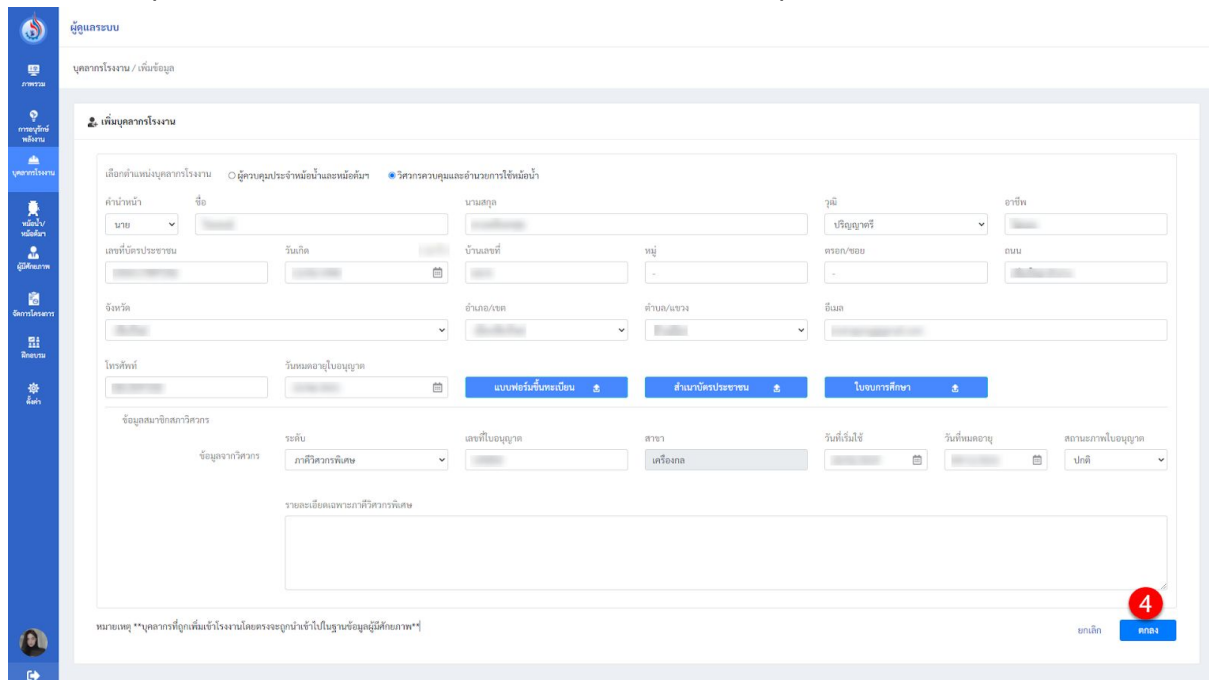 ผู้ดูแลระบบ
บุคลากรโรงงาน / เพิ่มข้อมูล
ภาพรวม
การอนุรักษ์
พลังงาน
บุคลากรโรงงาน
หม้อน้ำ/
หม้อต้มฯ
ผู้มีศักยภาพ
จัดการโครงการ
ฝึกอบรม
ตั้งค่า
เพิ่มบุคลากรโรงงาน
เลือกตำแหน่งบุคลากรโรงงาน ผู้ควบคุมประจำหม้อน้ำและหม้อต้มฯ วิศวกรควบคุมและอำนวยการใช้หม้อน้ำ
คำนำหน้า ชื่อ นามสกุล วุฒิ อาชีพ
นาย ปริญญาตรี
เลขที่บัตรประชาชน วันเกิด บ้านเลขที่ หมู่ ตรอก/ซอย ถนน
- -
จังหวัด อำเภอ/เขต ตำบล/แขวง อีเมล
โทรศัพท์ วันหมดอายุใบอนุญาต
แบบฟอร์มขึ้นทะเบียน สำเนาบัตรประชาชน ใบจบการศึกษา
ข้อมูลสมาชิกสภาวิศวกร
ระดับ เลขที่ใบอนุญาต สาขา วันที่เริ่มใช้ วันที่หมดอายุ สถานะภาพใบอนุญาต
ข้อมูลจากวิศวกร ภาคีวิศวกรพิเศษ เครื่องกล ปกติ
รายละเอียดเฉพาะภาคีวิศวกรพิเศษ
4
หมายเหตุ **บุคลากรที่ถูกเพิ่มเข้าโรงงานโดยตรงจะถูกนำเข้าไปในฐานข้อมูลผู้มีศักยภาพ**
ยกเลิก ตกลง